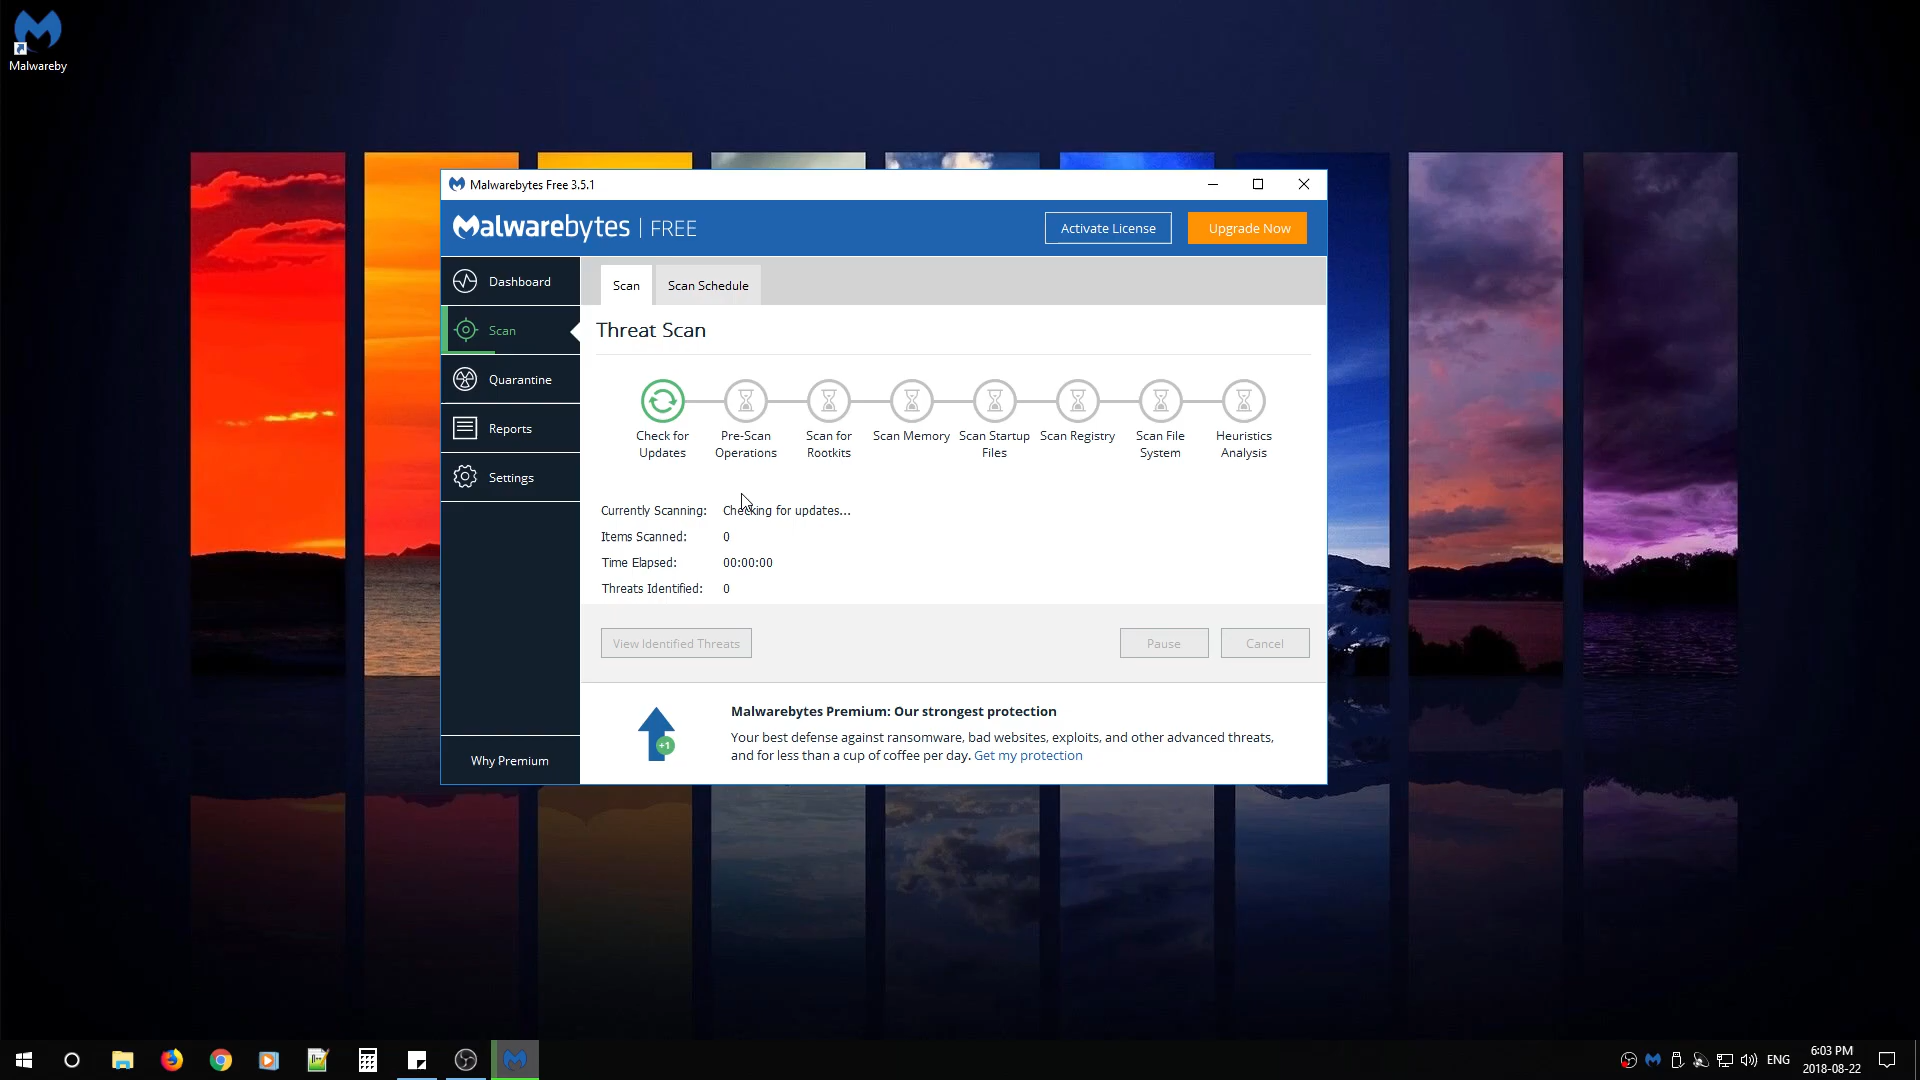 Malwareby
Malwarebytes Free 3.5.1
Malwarebytes | FREE
Activate License
Upgrade Now
Dashboard
Scan
Quarantine
Reports
Settings
Why Premium
Scan
Scan Schedule
Threat Scan
Check for
Updates
Pre-Scan
Operations
Scan for
Rootkits
Scan Memory
Scan Startup
Files
Scan Registry
Scan File
System
Heuristics
Analysis
Currently Scanning: Checking for updates...
Items Scanned: 0
Time Elapsed: 00:00:00
Threats Identified: 0
View Identified Threats
Pause
Cancel
+1
Malwarebytes Premium: Our strongest protection
Your best defense against ransomware, bad websites, exploits, and other advanced threats,
and for less than a cup of coffee per day. Get my protection
ENG
6:03 PM
2018-08-22